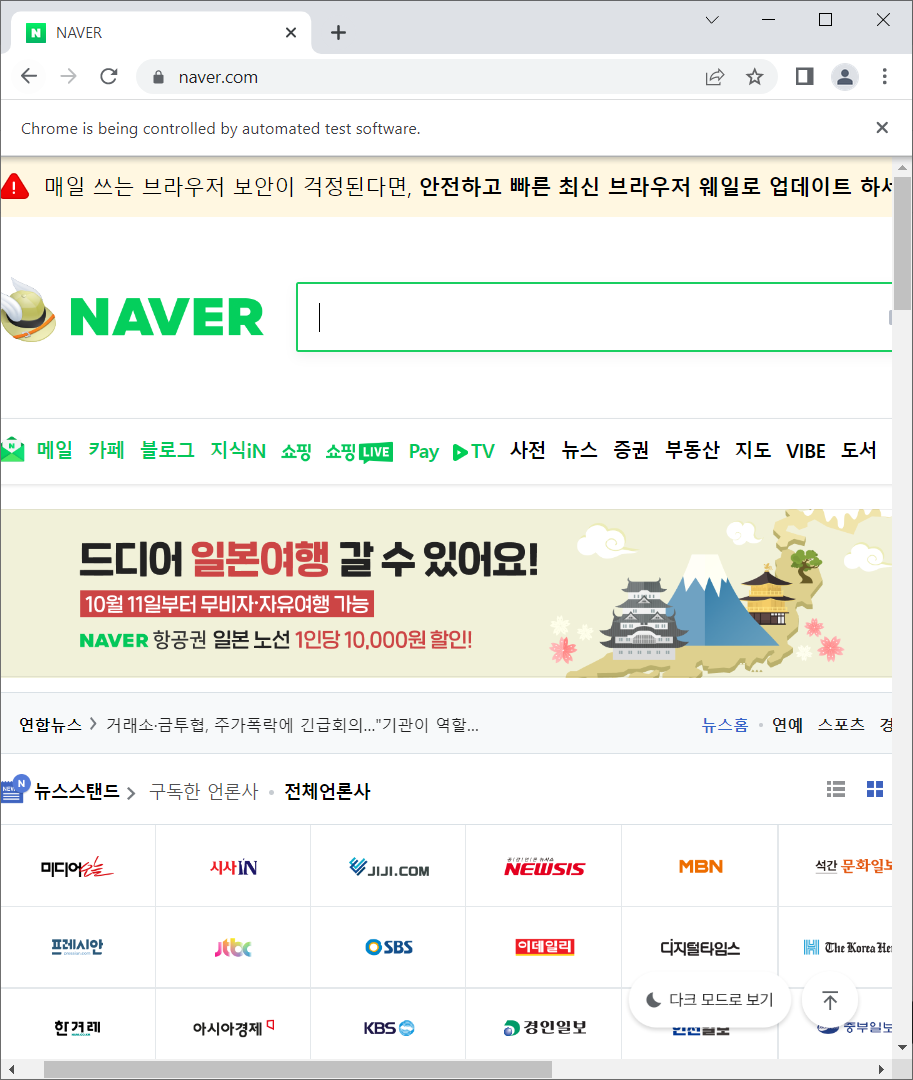 NAVER
naver.com
Chrome is being controlled by automated test software.
매일 쓰는 브라우저 보안이 걱정된다면, 안전하고 빠른 최신 브라우저 웨일로 업데이트 하
NAVER
메일 카페 블로그 지식iN 쇼핑 쇼핑LIVE Pay TV 사전 뉴스 증권 부동산 지도 VIBE 도서
드디어 일본여행 갈 수 있어요!
10월 11일부터 무비자·자유여행 가능
NAVER 항공권 일본 노선 1인당 10,000원 할인!
연합뉴스 > 거래소·금투협, 주가폭락에 긴급회의..."기관이 역할... 뉴스홈 • 연예 스포츠 경
뉴스스탠드 > 구독한 언론사 • 전체언론사
미디어오늘 시사IN JIJI.COM NEWSIS MBN 석간 문화일보
프레시안 jtbc SBS 이데일리 디지털타임스 The Korea He
한겨레 아시아경제 KBS 경인일보 중부일보
다크 모드로 보기